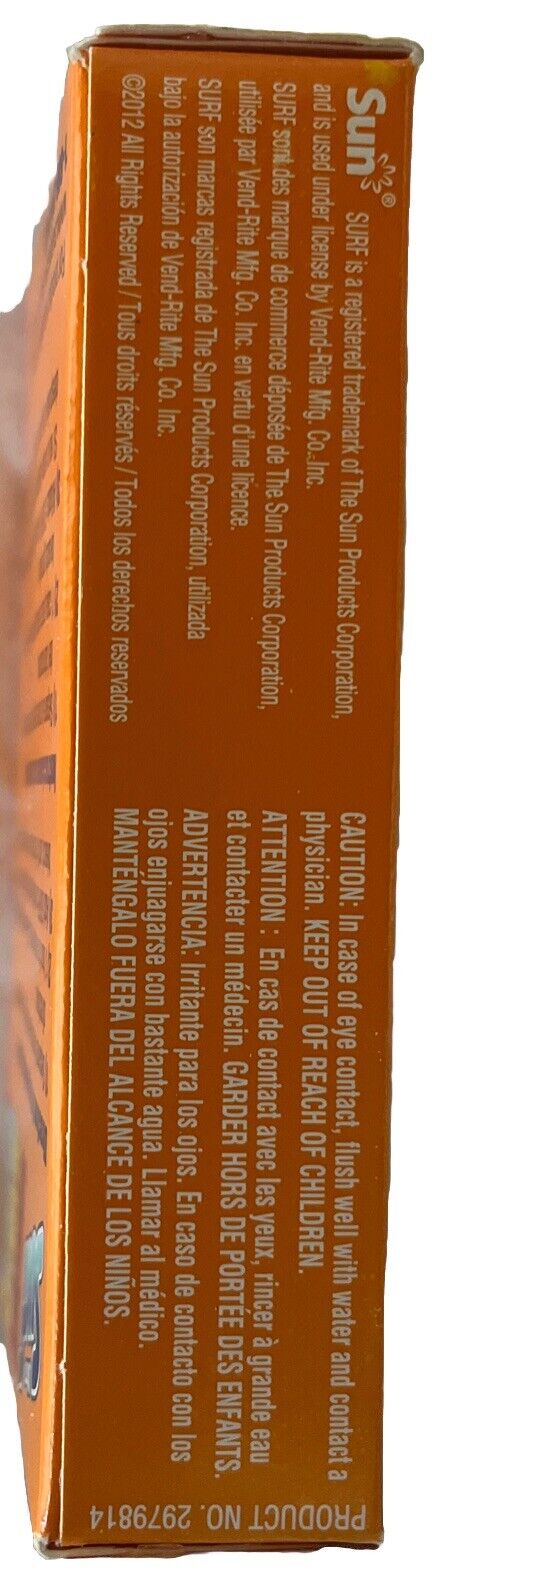 Sun® SURF is a registered trademark of The Sun Products Corporation,
and is used under license by Vend-Rite Mfg. Co. Inc.
SURF sont des marque de commerce déposée de The Sun Products Corporation,
utilisée par Vend-Rite Mfg. Co. Inc. en vertu d'une licence.
SURF son marcas registrada de The Sun Products Corporation, utilizada
bajo la autorización de Vend-Rite Mfg. Co. Inc.
©2012 All Rights Reserved / Tous droits réservés / Todos los derechos reservados
CAUTION: In case of eye contact, flush well with water and contact a
physician. KEEP OUT OF REACH OF CHILDREN.
ATTENTION : En cas de contact avec les yeux, rincer à grande eau
et contacter un médecin. GARDER HORS DE PORTÉE DES ENFANTS.
ADVERTENCIA: Irritante para los ojos. En caso de contacto con los
ojos enjuagarse con bastante agua. Llamar al médico.
MANTÉNGALO FUERA DEL ALCANCE DE LOS NIÑOS.
PRODUCT NO. 2979814